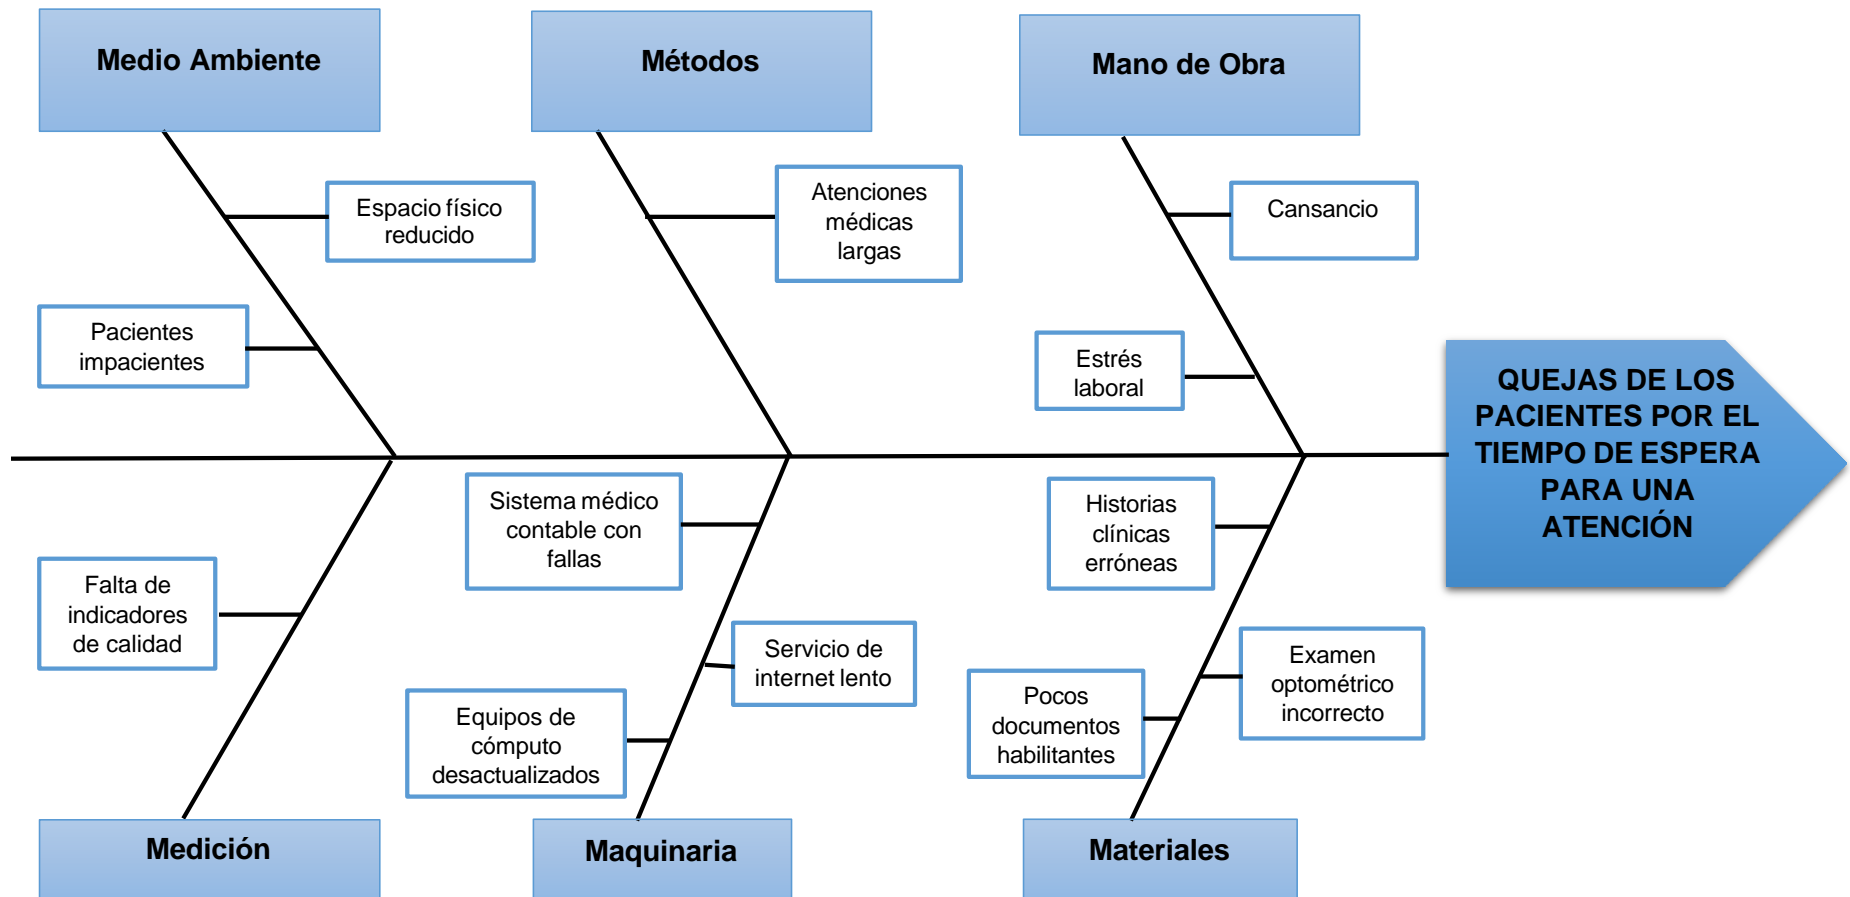 Medio Ambiente
Métodos
Mano de Obra
Espacio físico
reducido
Atenciones
médicas
largas
Cansancio
Pacientes
impacientes
Estrés
laboral
QUEJAS DE LOS
PACIENTES POR EL
TIEMPO DE ESPERA
PARA UNA
ATENCIÓN
Sistema médico
contable con
fallas
Historias
clínicas
erróneas
Falta de
indicadores
de calidad
Servicio de
internet lento
Examen
optométrico
incorrecto
Equipos de
cómputo
desactualizados
Pocos
documentos
habilitantes
Medición
Maquinaria
Materiales